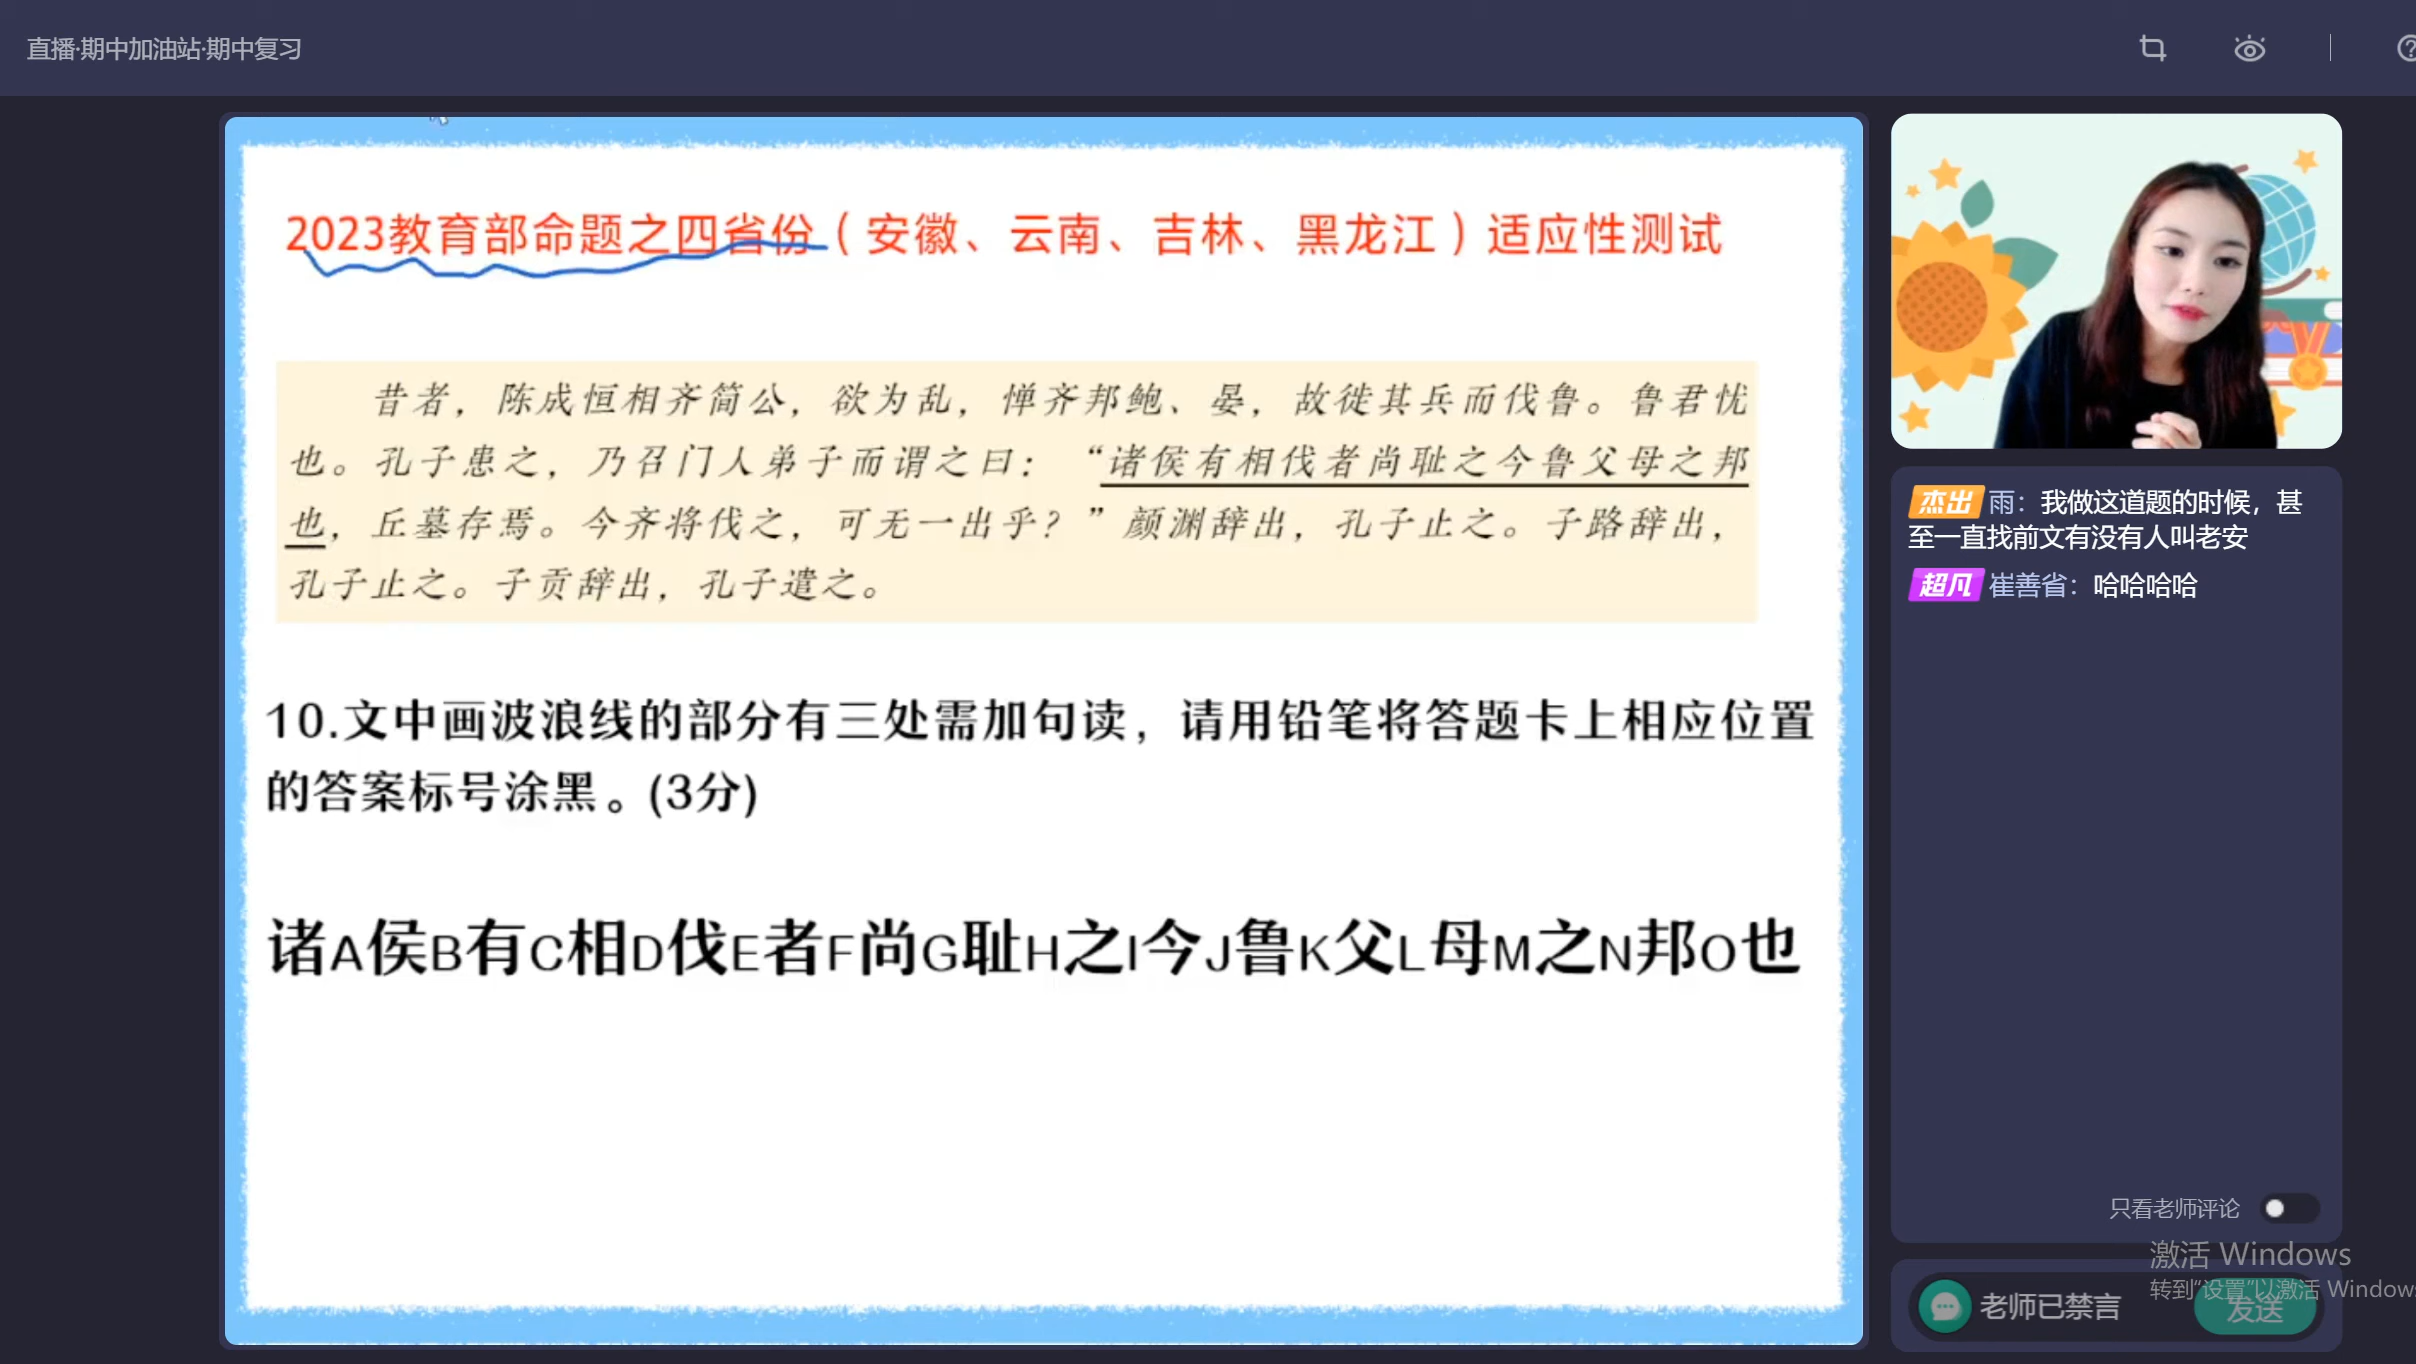 直播·期中加油站·期中复习
2023教育部命题之四省份（安徽、云南、吉林、黑龙江）适应性测试
昔者，陈成恒相齐简公，欲为乱，惮齐邦鲍、晏，故徙其兵而伐鲁。鲁君忧
也。孔子患之，乃召门人弟子而谓之曰：“诸侯有相伐者尚耻之今鲁父母之邦
也，丘墓存焉。今齐将伐之，可无一出乎？”颜渊辞出，孔子止之。子路辞出，
孔子止之。子贡辞出，孔子遣之。
10.文中画波浪线的部分有三处需加句读，请用铅笔将答题卡上相应位置
的答案标号涂黑。(3分)
诸A侯B有C相D伐E者F尚G耻H之I今J鲁K父L母M之N邦O也
杰出 雨：我做这道题的时候，甚
至一直找前文有没有人叫老安
超凡 崔善省：哈哈哈哈
只看老师评论
激活 Windows
转到"设置"以激活 Windows
老师已禁言
发送